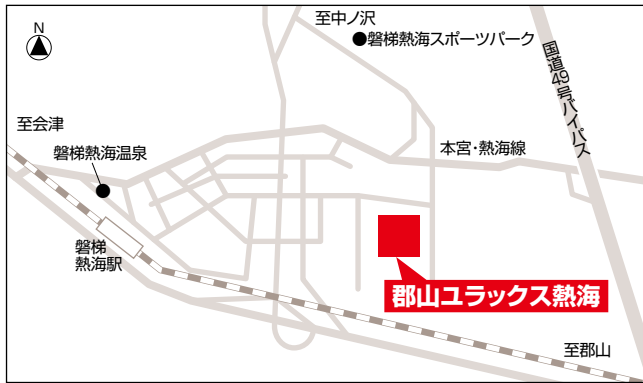 至中ノ沢
N
磐梯熱海スポーツパーク
国道49号バイパス
至会津
磐梯熱海温泉
本宮・熱海線
磐梯
熱海駅
郡山ユラックス熱海
至郡山